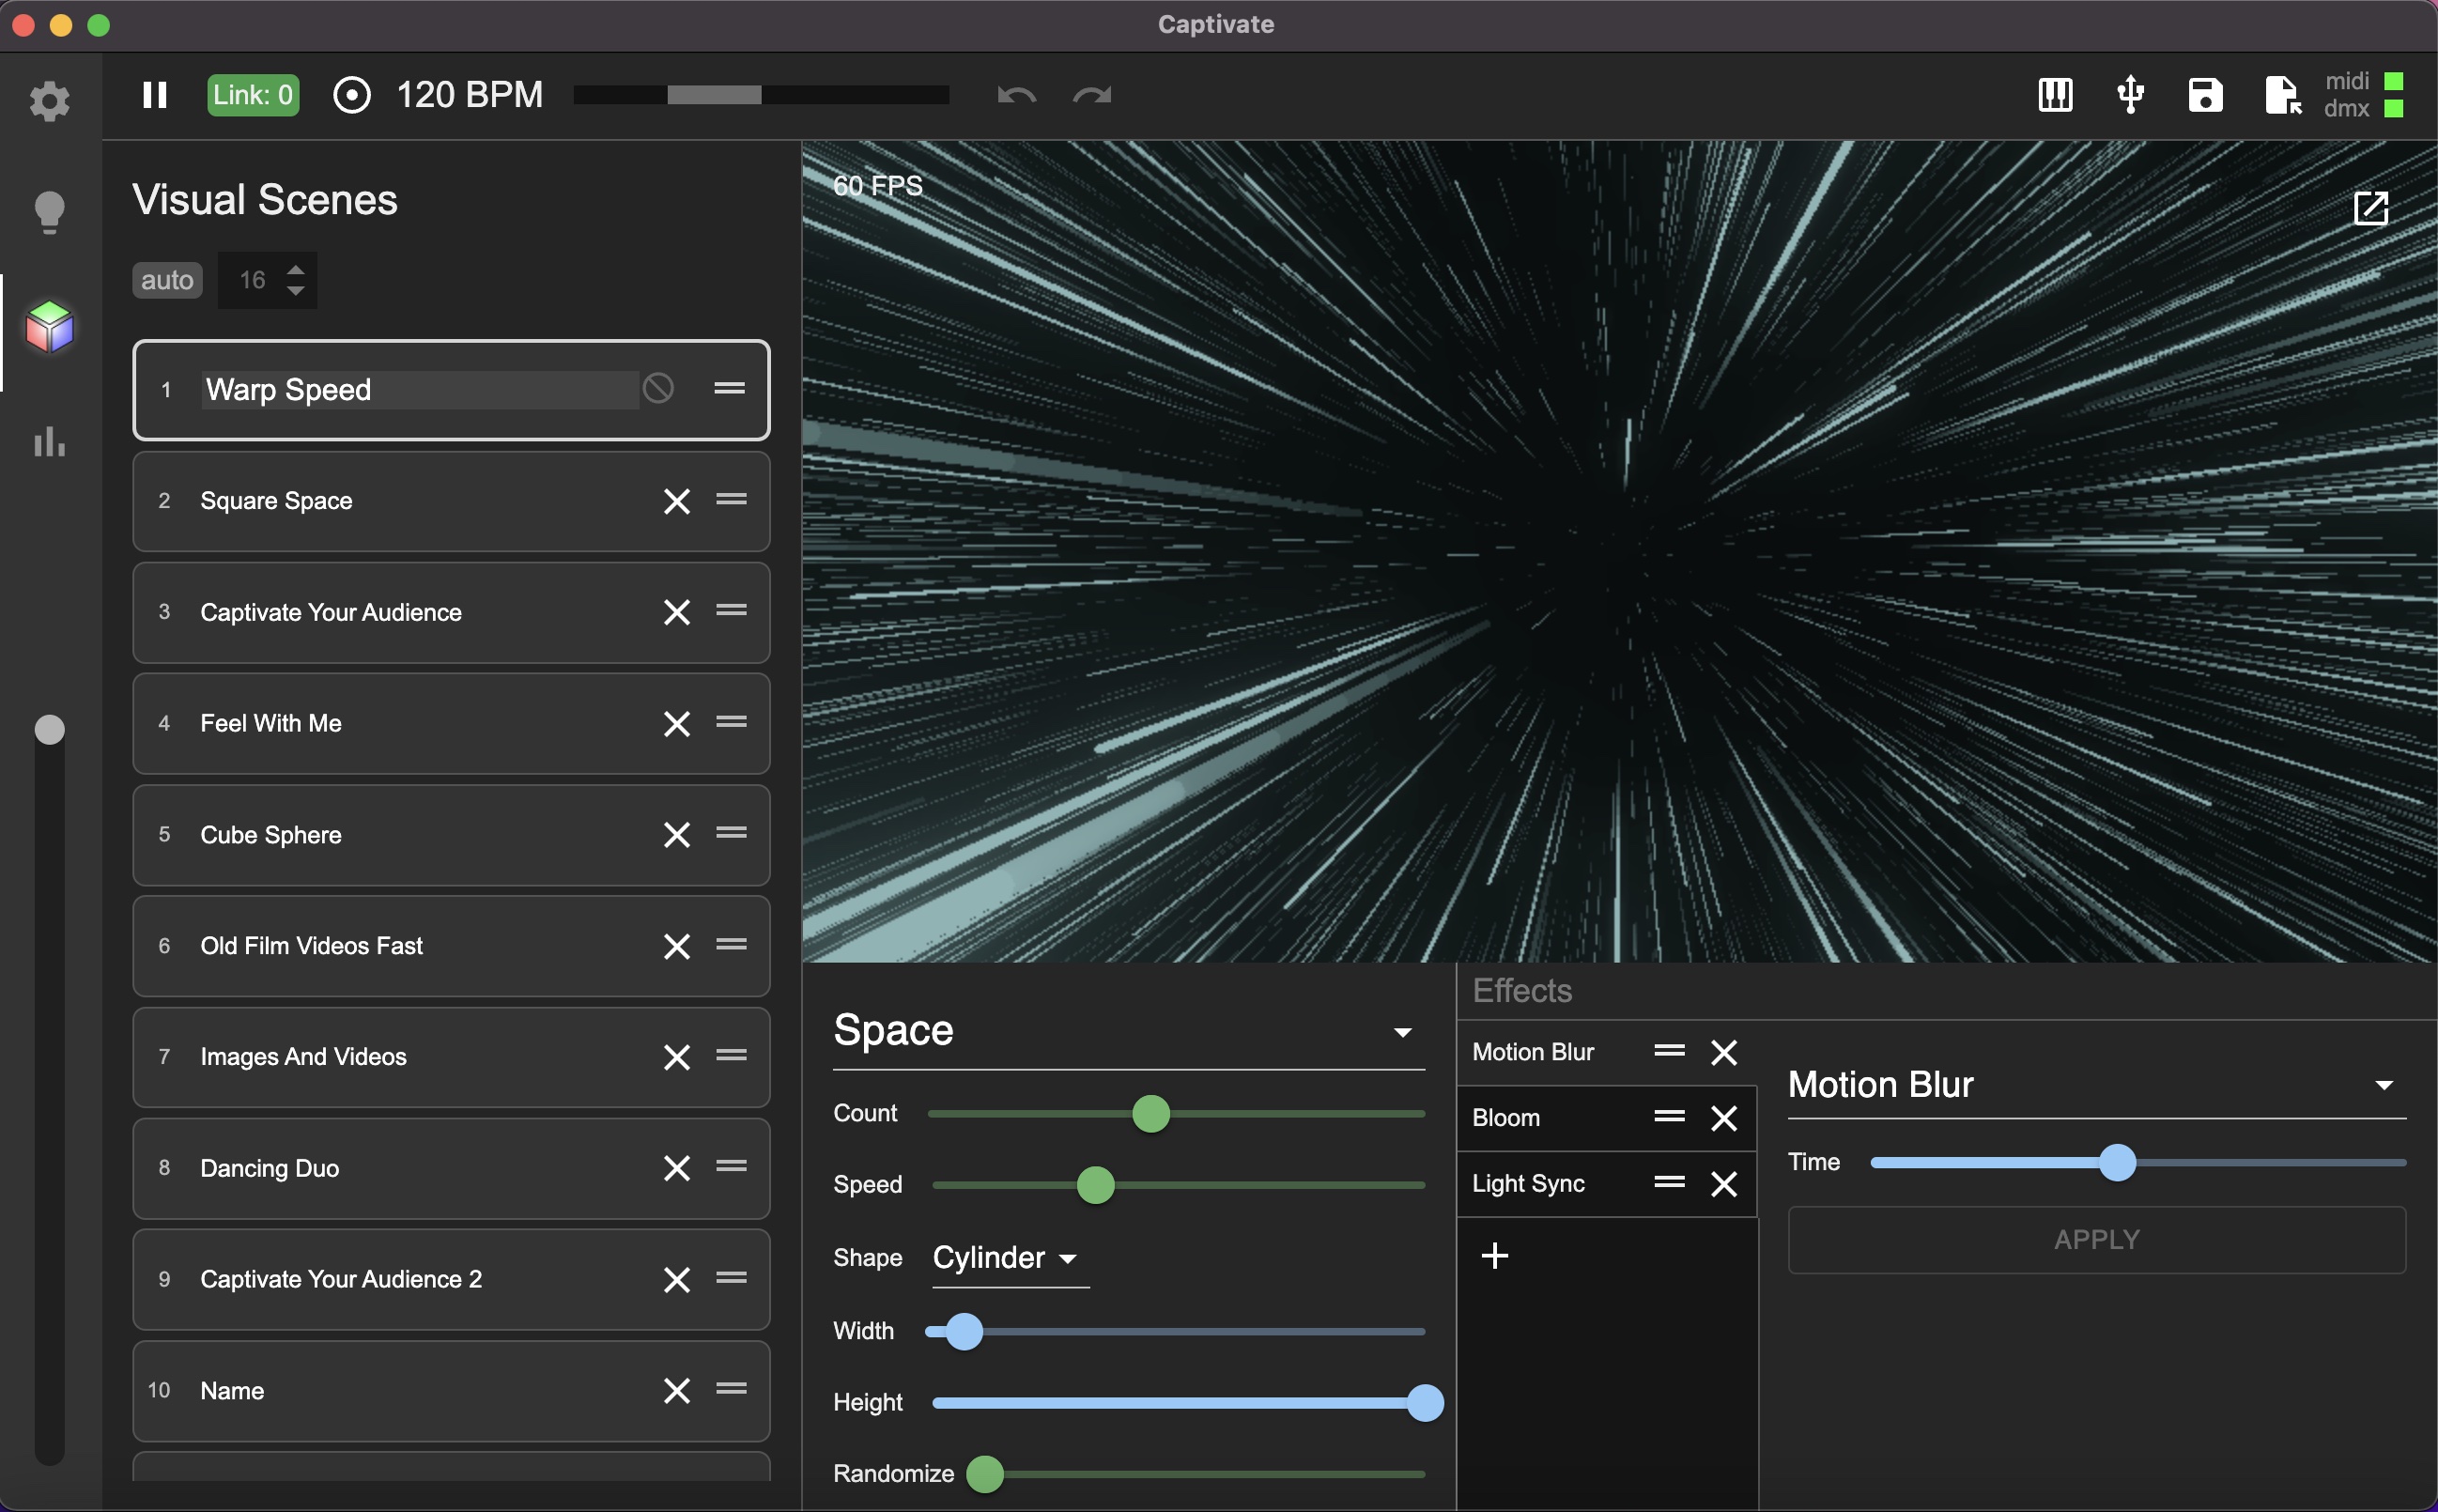 Captivate
Link: 0
120 BPM
midi
dmx
Visual Scenes
auto
16
1 Warp Speed
2 Square Space
3 Captivate Your Audience
4 Feel With Me
5 Cube Sphere
6 Old Film Videos Fast
7 Images And Videos
8 Dancing Duo
9 Captivate Your Audience 2
10 Name
60 FPS
Space
Count
Speed
Shape Cylinder
Width
Height
Randomize
Effects
Motion Blur
Bloom
Light Sync
Motion Blur
Time
APPLY